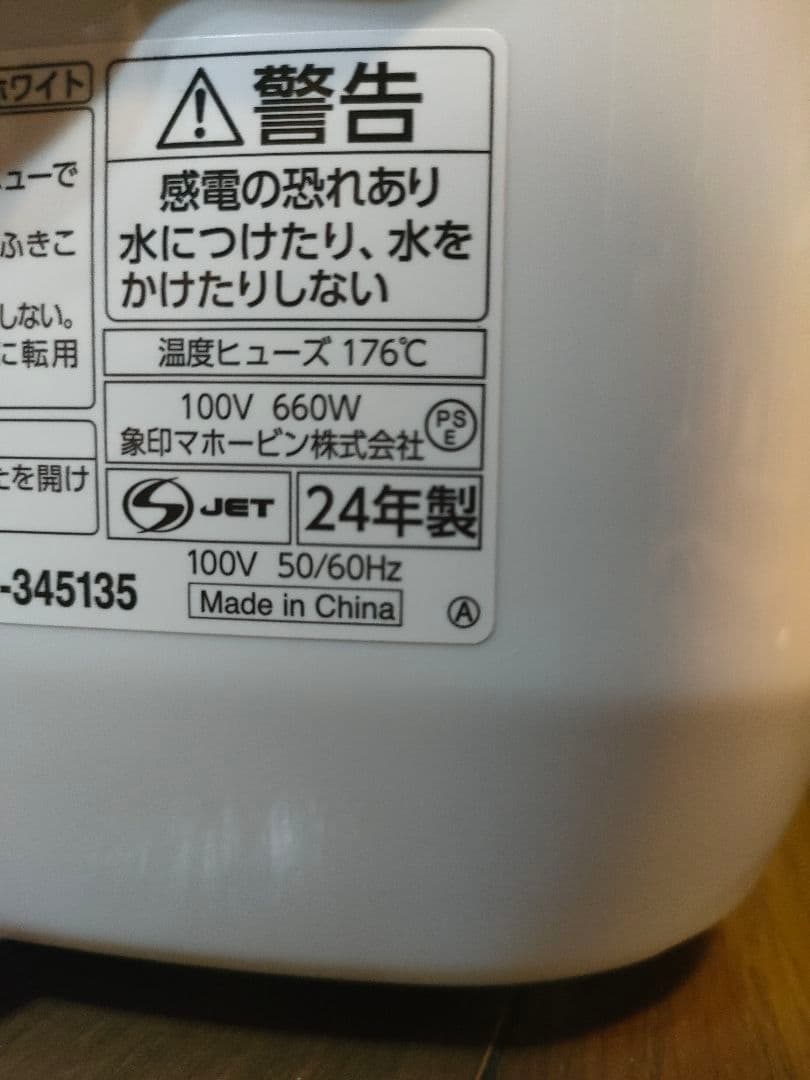 ホワイト
ューで
ふきこ
しない。
に転用
を開け
-345135
警告
感電の恐れあり
水につけたり、水を
かけたりしない
温度ヒューズ 176℃
100V 660W
象印マホービン株式会社
PS
E
S JET
24年製
100V 50/60Hz
Made in China
A